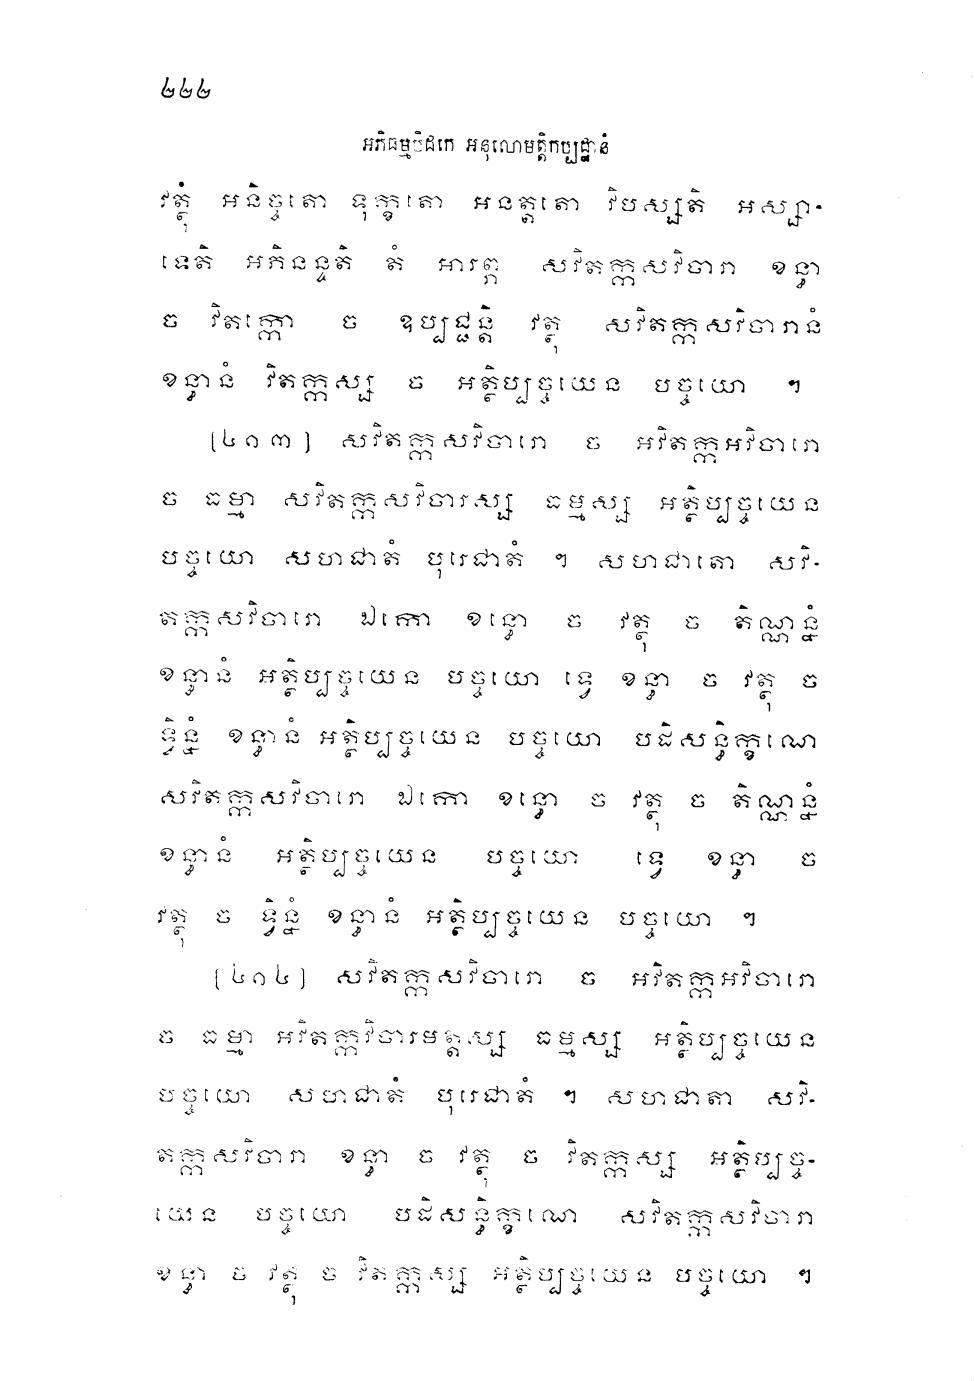 ២២២
អភិធម្មបិដកេ អនុលោមត្តិកប្បដ្ឋានំ
វត្ថុំ អនិច្ចតោ ទុក្ខតោ អនត្តតោ វិបស្សតិ អស្សា-
ទេតិ អភិនន្ទតិ តំ អារព្ភ សវិតក្កសវិចារា ខន្ធា
ច វិតក្កោ ច ឧប្បជ្ជន្តិ វត្ថុ សវិតក្កសវិចារានំ
ខន្ធានំ វិតក្កស្ស ច អត្ថិប្បច្ចយេន បច្ចយោ ។
[៤០៣] សវិតក្កសវិចារោ ច អវិតក្កអវិចារោ
ច ធម្មា សវិតក្កសវិចារស្ស ធម្មស្ស អត្ថិប្បច្ចយេន
បច្ចយោ សហជាតំ បុរេជាតំ ។ សហជាតោ សវិ-
តក្កសវិចារោ ឯកោ ខន្ធោ ច វត្ថុ ច តិណ្ណន្នំ
ខន្ធានំ អត្ថិប្បច្ចយេន បច្ចយោ ទ្វេ ខន្ធា ច វត្ថុ ច
ទ្វិន្នំ ខន្ធានំ អត្ថិប្បច្ចយេន បច្ចយោ បដិសន្ធិក្ខណេ
សវិតក្កសវិចារោ ឯកោ ខន្ធោ ច វត្ថុ ច តិណ្ណន្នំ
ខន្ធានំ អត្ថិប្បច្ចយេន បច្ចយោ ទ្វេ ខន្ធា ច
វត្ថុ ច ទ្វិន្នំ ខន្ធានំ អត្ថិប្បច្ចយេន បច្ចយោ ។
[៤០៤] សវិតក្កសវិចារោ ច អវិតក្កអវិចារោ
ច ធម្មា អវិតក្កវិចារមត្តស្ស ធម្មស្ស អត្ថិប្បច្ចយេន
បច្ចយោ សហជាតំ បុរេជាតំ ។ សហជាតា សវិ-
តក្កសវិចារា ខន្ធា ច វត្ថុ ច វិតក្កស្ស អត្ថិប្បច្ច-
យេន បច្ចយោ បដិសន្ធិក្ខណេ សវិតក្កសវិចារា
ខន្ធា ច វត្ថុ ច វិតក្កស្ស អត្ថិប្បច្ចយេន បច្ចយោ ។